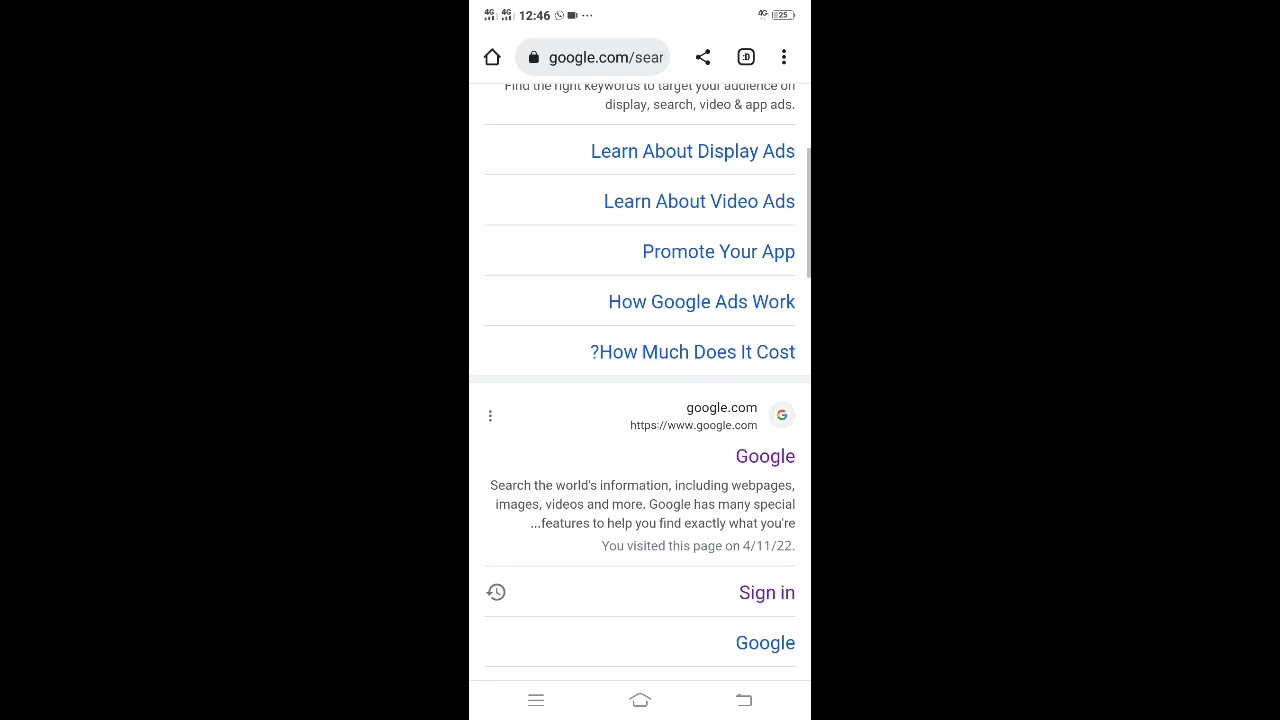 4G 4G 12:46 ... 4G 25
google.com/sear :D
Find the right keywords to target your audience on
display, search, video & app ads.
Learn About Display Ads
Learn About Video Ads
Promote Your App
How Google Ads Work
?How Much Does It Cost
google.com
https://www.google.com
Google
Search the world's information, including webpages,
images, videos and more. Google has many special
...features to help you find exactly what you're
You visited this page on 4/11/22.
Sign in
Google